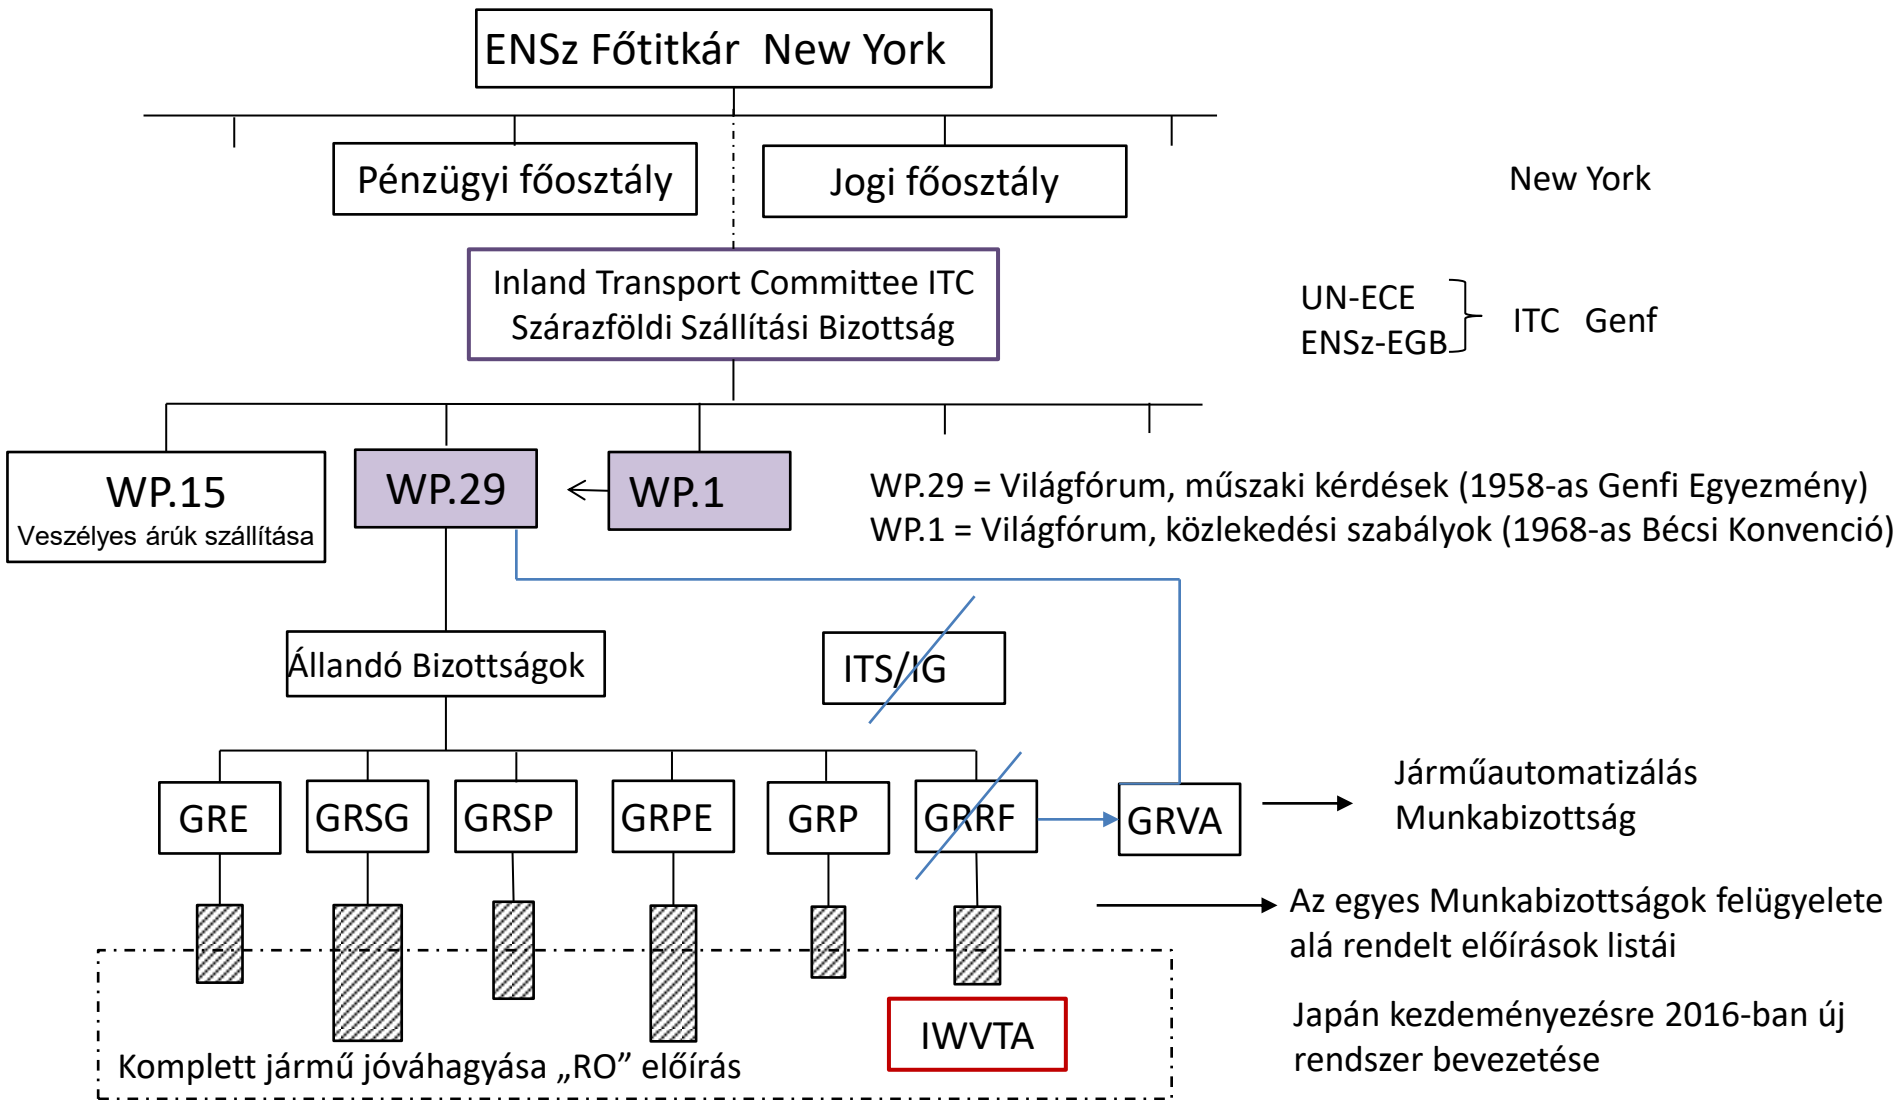 ENSz Főtitkár  New York
Pénzügyi főosztály
Jogi főosztály
New York
Inland Transport Committee ITC
Szárazföldi Szállítási Bizottság
UN-ECE
ENSz-EGB
ITC   Genf
WP.15
Veszélyes árúk szállítása
WP.29
WP.1
WP.29 = Világfórum, műszaki kérdések (1958-as Genfi Egyezmény)
WP.1 = Világfórum, közlekedési szabályok (1968-as Bécsi Konvenció)
Állandó Bizottságok
ITS/IG
GRE
GRSG
GRSP
GRPE
GRP
GRRF
GRVA
Járműautomatizálás
Munkabizottság
Az egyes Munkabizottságok felügyelete
alá rendelt előírások listái
IWVTA
Komplett jármű jóváhagyása „RO” előírás
Japán kezdeményezésre 2016-ban új
rendszer bevezetése